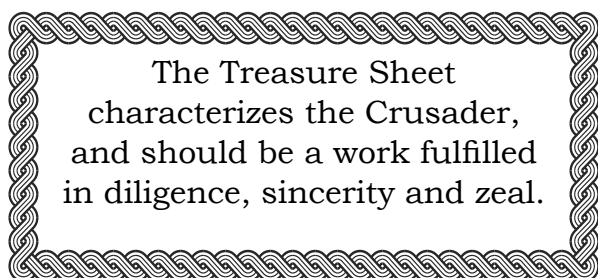 The Treasure Sheet
characterizes the Crusader,
and should be a work fulfilled
in diligence, sincerity and zeal.